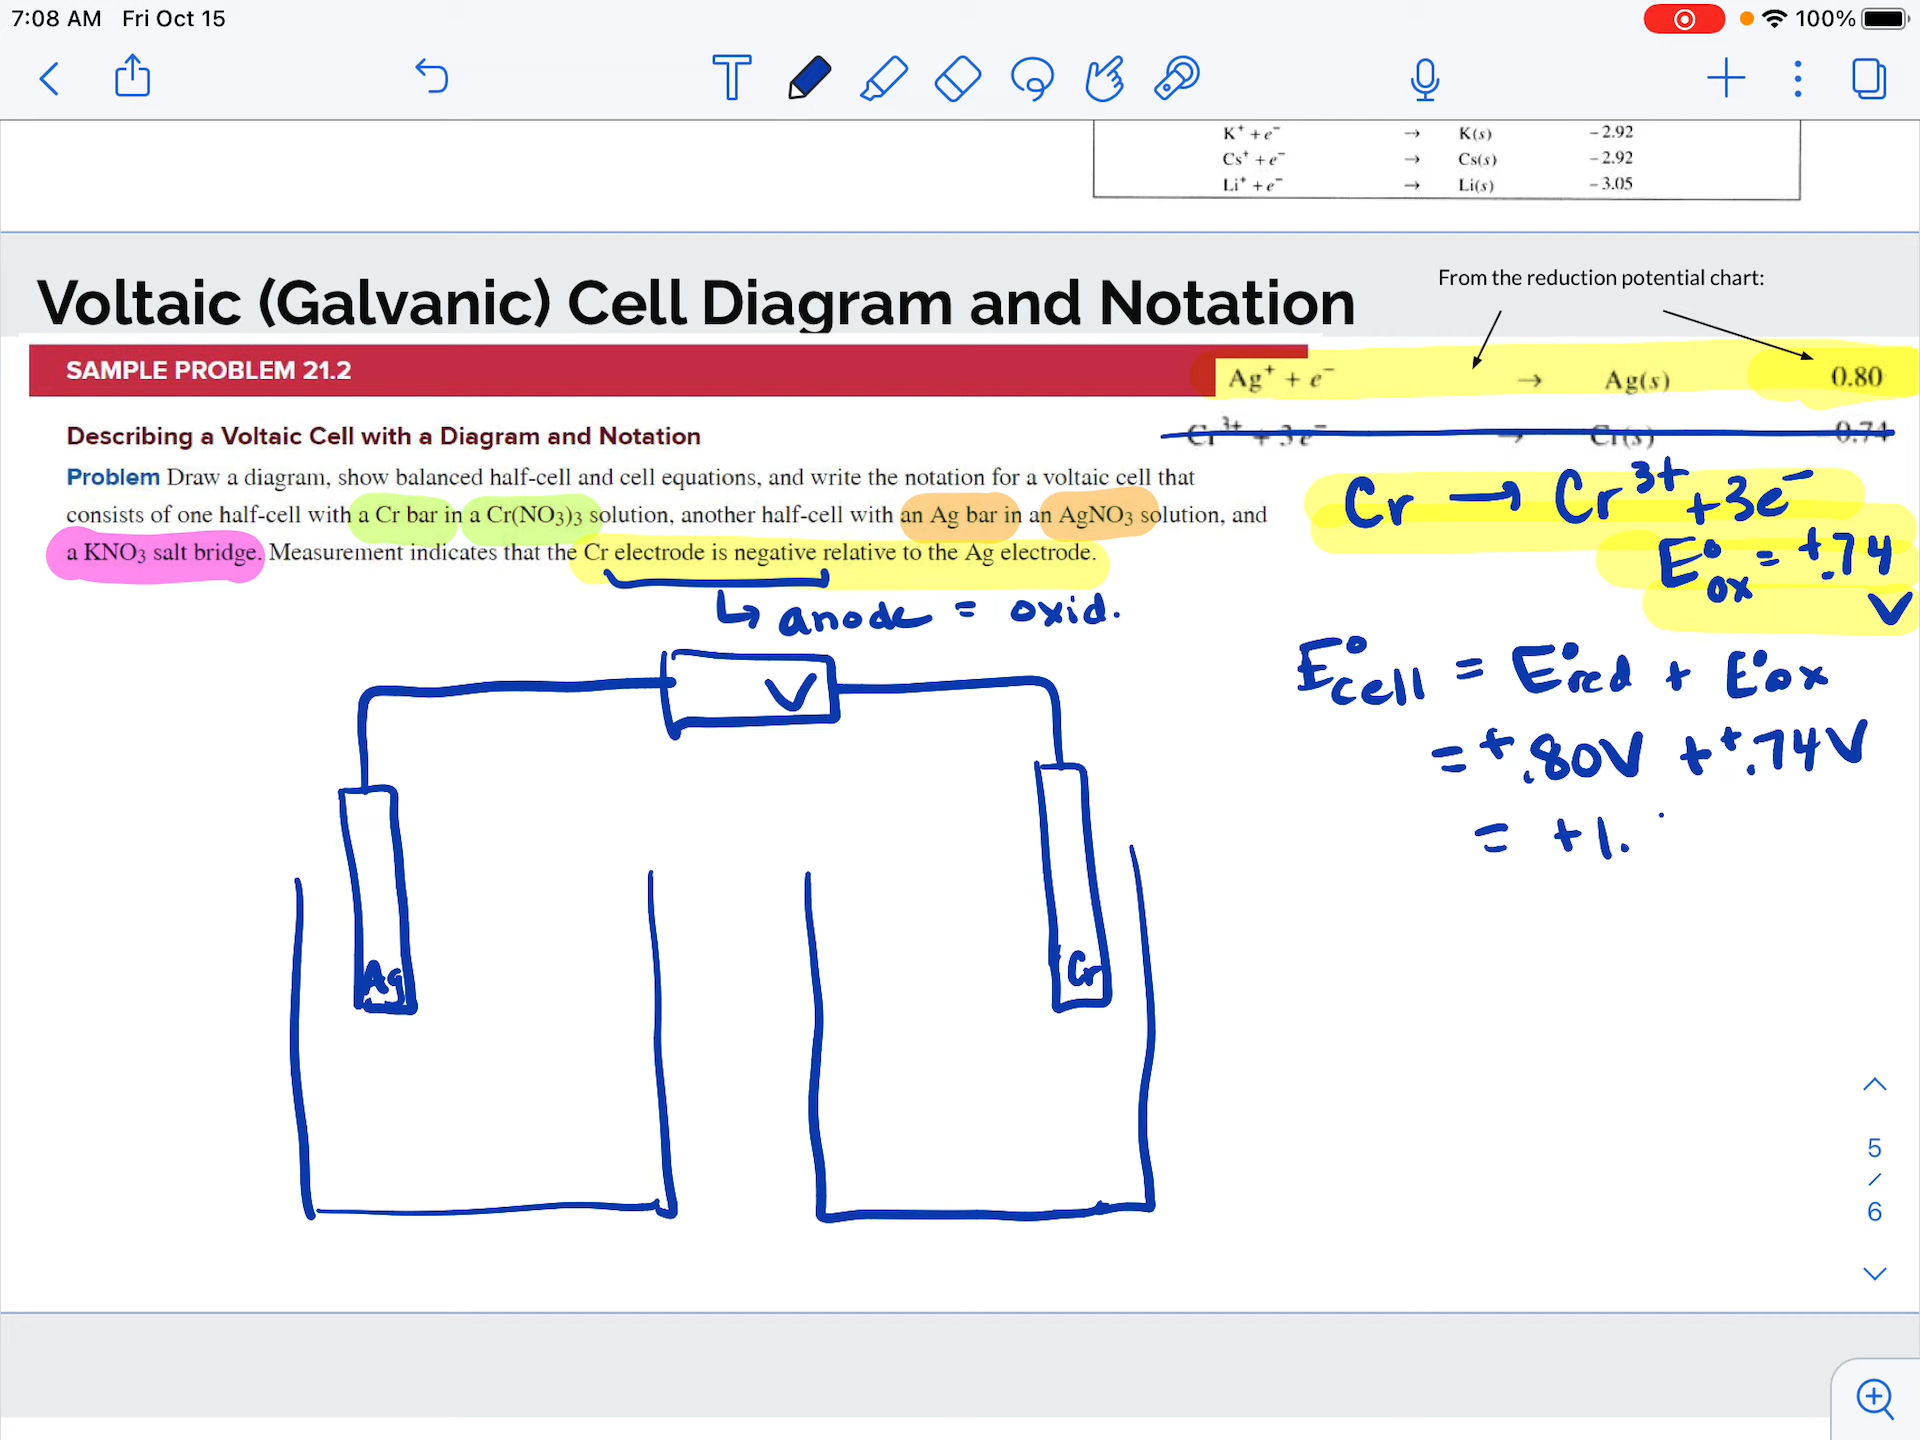 7:08 AM Fri Oct 15
100%
K⁺ + e⁻ → K(s) −2.92
Cs⁺ + e⁻ → Cs(s) −2.92
Li⁺ + e⁻ → Li(s) −3.05
Voltaic (Galvanic) Cell Diagram and Notation
From the reduction potential chart:
SAMPLE PROBLEM 21.2
Ag⁺ + e⁻ → Ag(s) 0.80
Cr³⁺ + 3e⁻ → Cr(s) 0.74
Describing a Voltaic Cell with a Diagram and Notation
Problem Draw a diagram, show balanced half-cell and cell equations, and write the notation for a voltaic cell that
consists of one half-cell with a Cr bar in a Cr(NO3)3 solution, another half-cell with an Ag bar in an AgNO3 solution, and
a KNO3 salt bridge. Measurement indicates that the Cr electrode is negative relative to the Ag electrode.
Cr → Cr³⁺ + 3e⁻
E°ox = +.74
V
↳ anode = oxid.
E°cell = E°red + E°ox
= +.80V + +.74V
= +1.
V
Ag
Cr
5
/
6